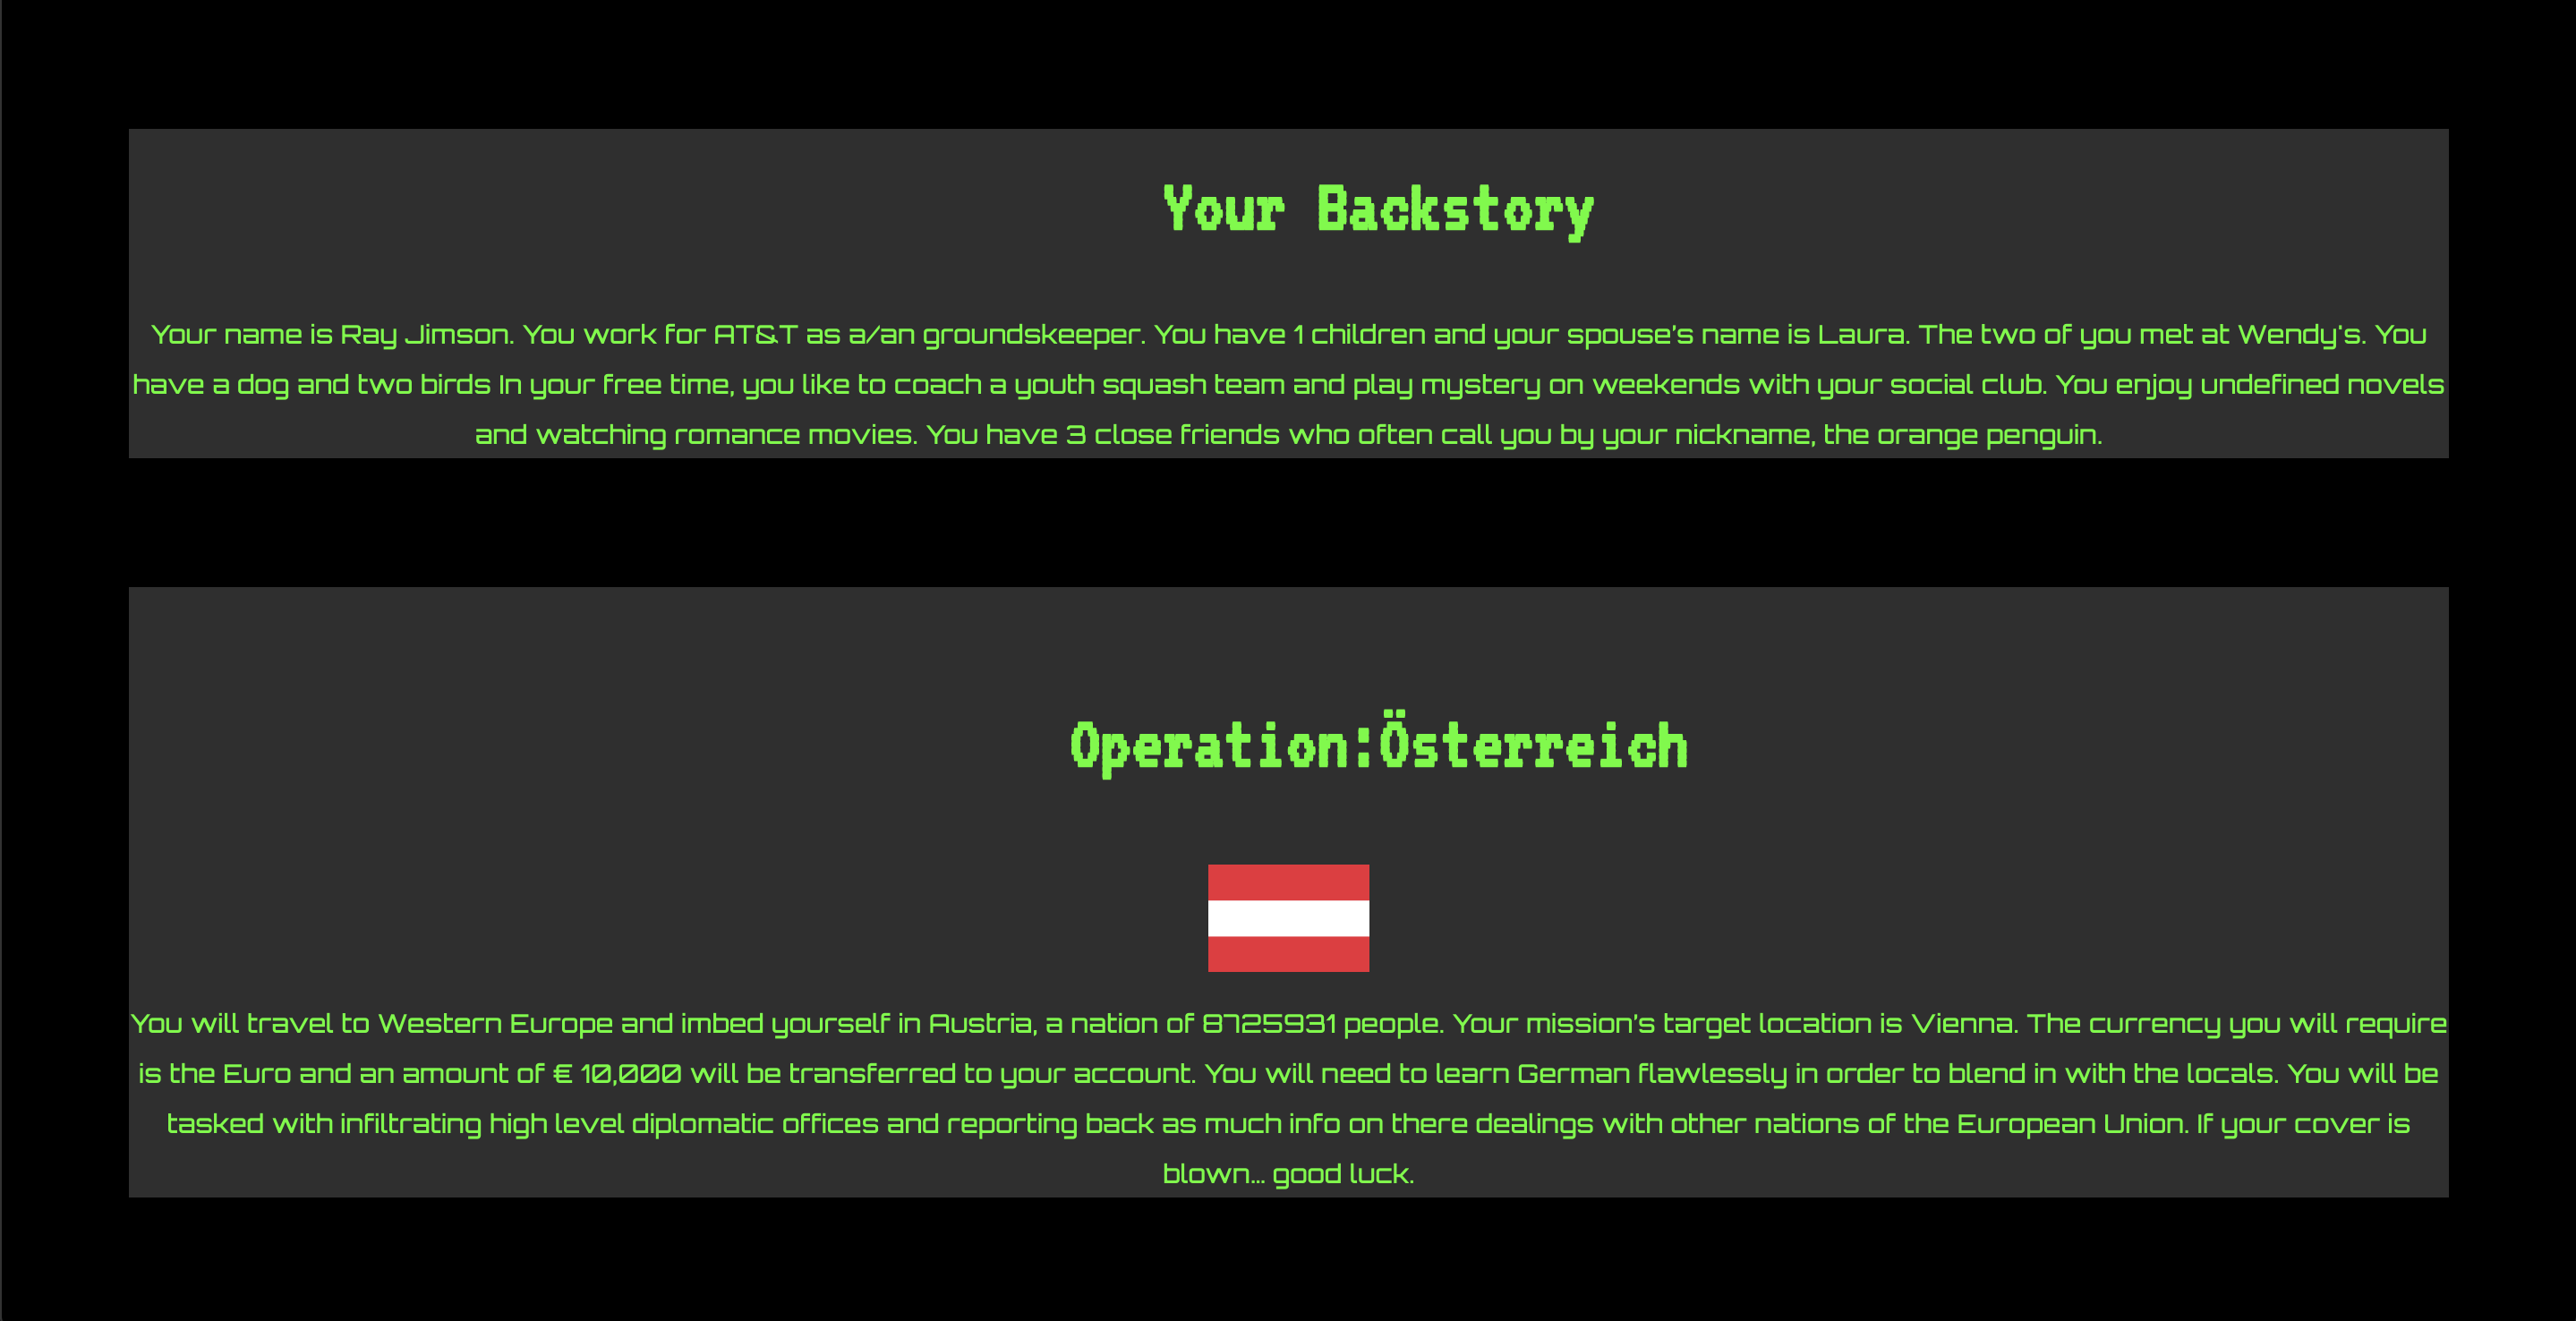 Your Backstory
Your name is Ray Jimson. You work for AT&T as a/an groundskeeper. You have 1 children and your spouse's name is Laura. The two of you met at Wendy's. You
have a dog and two birds In your free time, you like to coach a youth squash team and play mystery on weekends with your social club. You enjoy undefined novels
and watching romance movies. You have 3 close friends who often call you by your nickname, the orange penguin.
Operation:Österreich
You will travel to Western Europe and imbed yourself in Austria, a nation of 8725931 people. Your mission's target location is Vienna. The currency you will require
is the Euro and an amount of € 10,000 will be transferred to your account. You will need to learn German flawlessly in order to blend in with the locals. You will be
tasked with infiltrating high level diplomatic offices and reporting back as much info on there dealings with other nations of the European Union. If your cover is
blown... good luck.